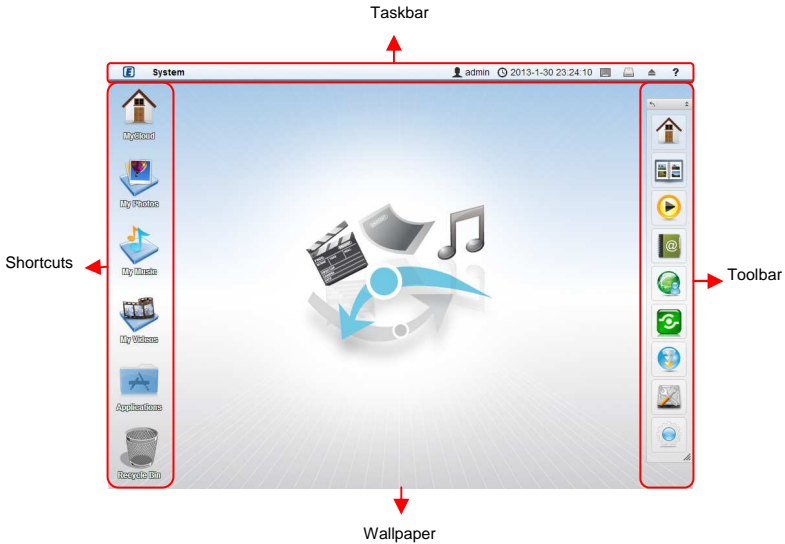 Taskbar
E System admin 2013-1-30 23:24:10 ?
MyCloud
My Photos
@
Shortcuts
My Music
Toolbar
My Videos
Applications
Recycle Bin
Wallpaper